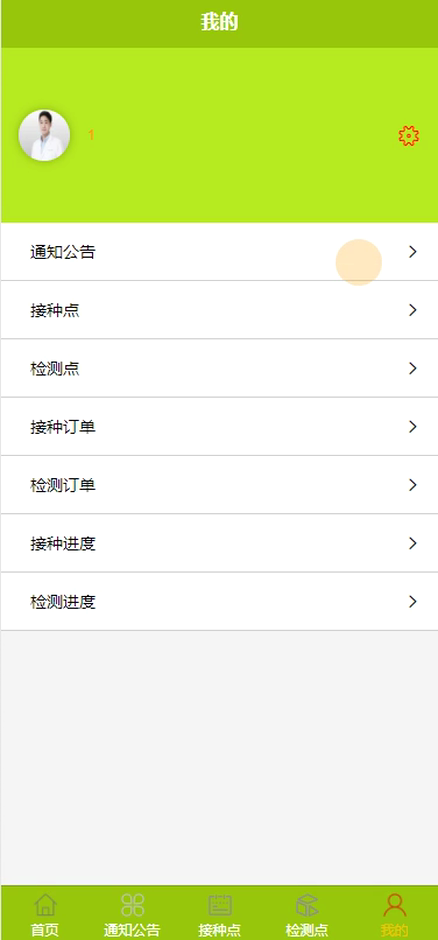 我的
1
通知公告
接种点
检测点
接种订单
检测订单
接种进度
检测进度
首页 通知公告 接种点 检测点 我的